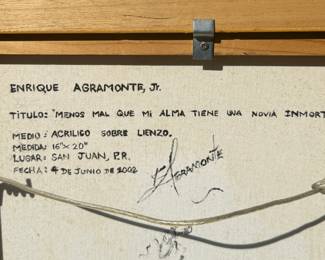 ENRIQUE AGRAMONTE, Jr.
TÍTULO: "MENOS MAL QUE MI ALMA TIENE UNA NOVIA INMORT
MEDIO: ACRILICO SOBRE LIENZO.
MEDIDA: 16" X 20"
LUGAR: SAN JUAN, P.R.
FECHA: 4 DE JUNIO DE 2002
E. AGRAMONTE